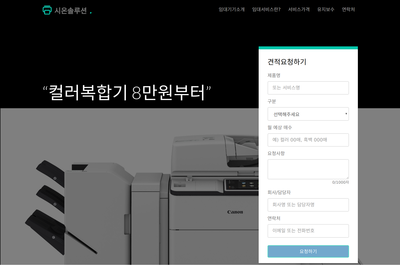 시온솔루션.
임대기기소개 임대서비스란? 서비스가격 유지보수 연락처
“컬러복합기 8만원부터”
견적요청하기
제품명
또는 서비스명
구분
선택해주세요
월 예상 매수
예) 컬러 00매, 흑백 000매
요청사항
0/1000자
회사/담당자
회사명 또는 담당자명
연락처
이메일 또는 전화번호
요청하기
Canon